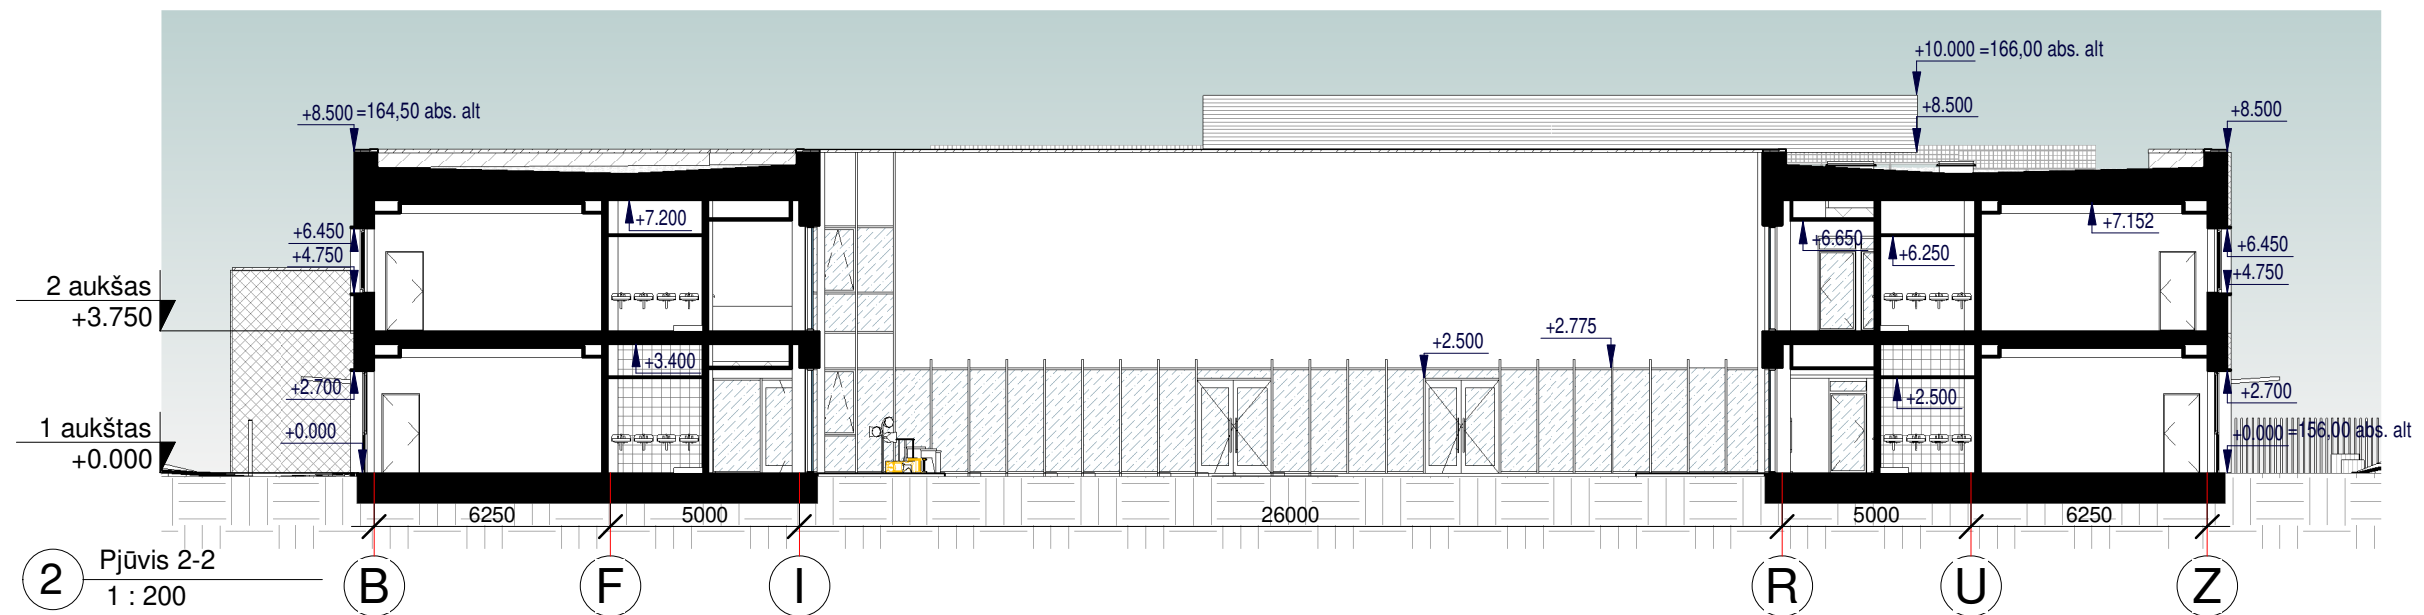 +10.000 =166,00 abs. alt
+8.500 =164,50 abs. alt
+8.500
+8.500
+7.200
+7.152
+6.450
+4.750
+6.650
+6.250
+6.450
+4.750
2 aukšas
+3.750
+2.775
+2.500
+3.400
+2.700
+2.500
+2.700
1 aukštas
+0.000
+0.000
+0.000 =156,00 abs. alt
6250
5000
26000
5000
6250
2
Pjūvis 2-2
1 : 200
B
F
I
R
U
Z